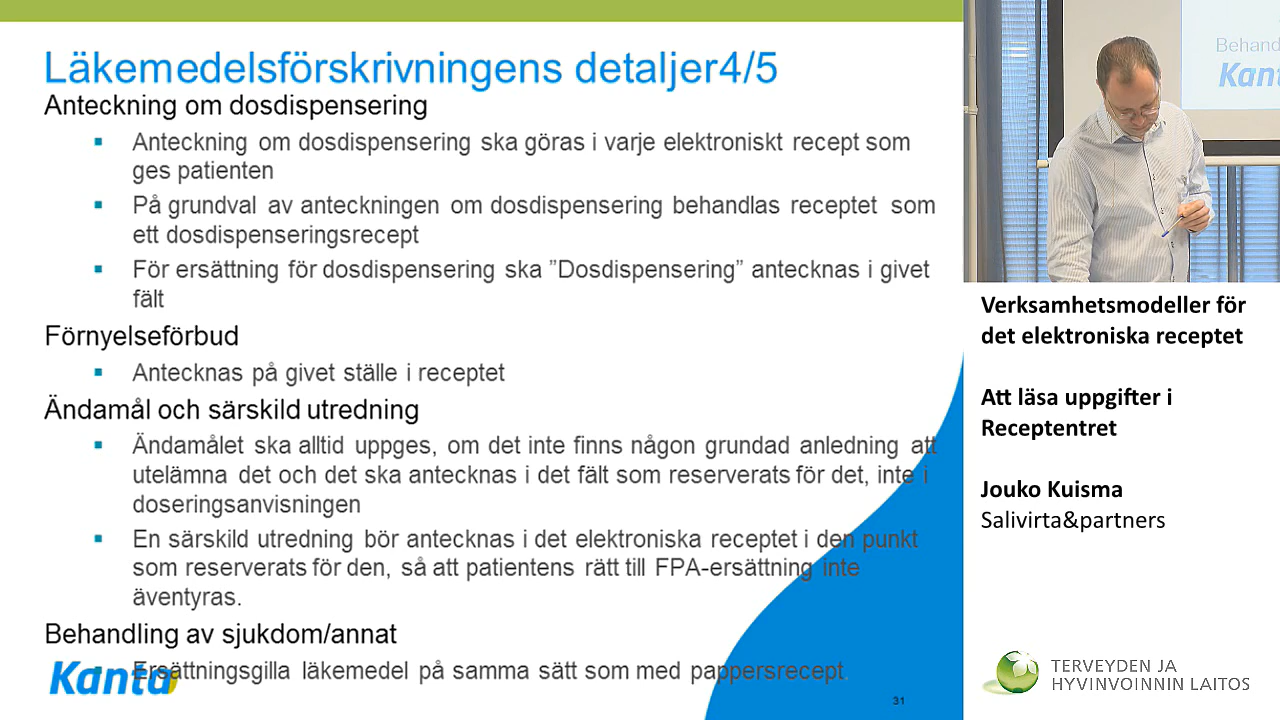 Läkemedelsförskrivningens detaljer4/5
Anteckning om dosdispensering
▪ Anteckning om dosdispensering ska göras i varje elektroniskt recept som
ges patienten
▪ På grundval av anteckningen om dosdispensering behandlas receptet som
ett dosdispenseringsrecept
▪ För ersättning för dosdispensering ska ”Dosdispensering” antecknas i givet
fält
Förnyelseförbud
▪ Antecknas på givet ställe i receptet
Ändamål och särskild utredning
▪ Ändamålet ska alltid uppges, om det inte finns någon grundad anledning att
utelämna det och det ska antecknas i det fält som reserverats för det, inte i
doseringsanvisningen
▪ En särskild utredning bör antecknas i det elektroniska receptet i den punkt
som reserverats för den, så att patientens rätt till FPA-ersättning inte
äventyras.
Behandling av sjukdom/annat
▪ Ersättningsgilla läkemedel på samma sätt som med pappersrecept.
Kanta
31
Behand
Kant
Verksamhetsmodeller för
det elektroniska receptet
Att läsa uppgifter i
Receptentret
Jouko Kuisma
Salivirta&partners
TERVEYDEN JA
HYVINVOINNIN LAITOS